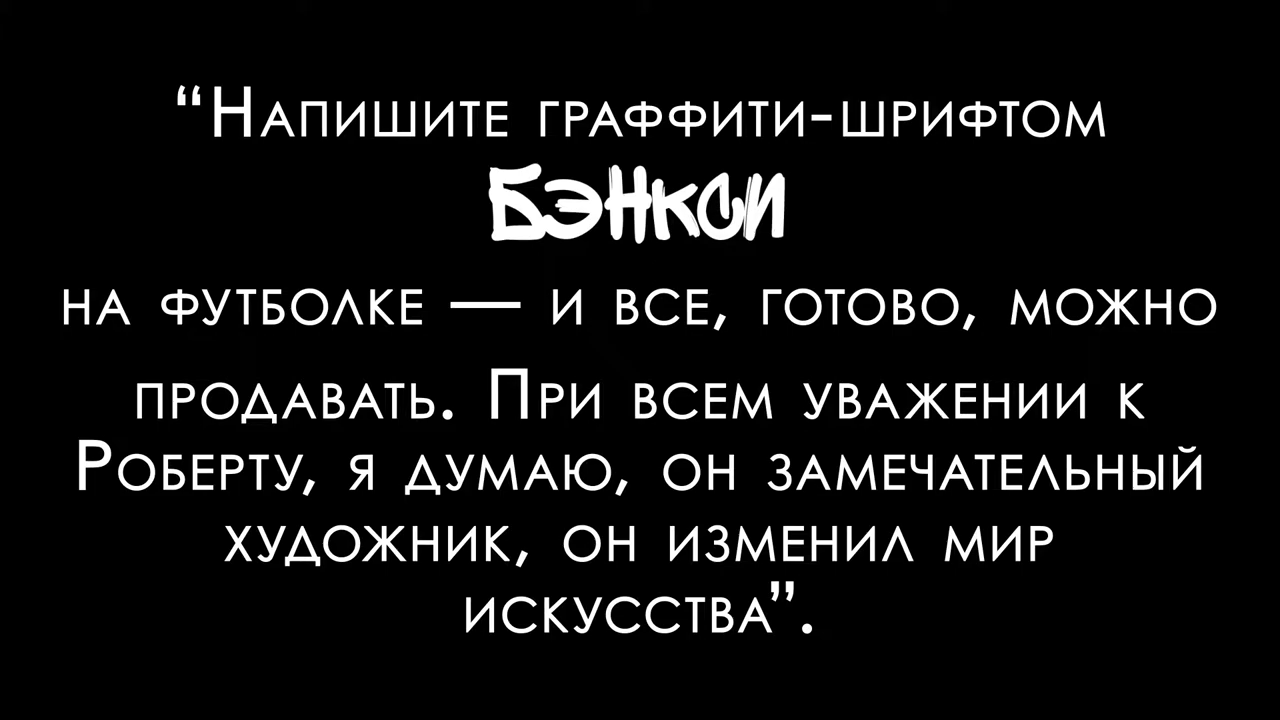 “Напишите граффити-шрифтом
БЭНКСИ
на футболке — и все, готово, можно
продавать. При всем уважении к
Роберту, я думаю, он замечательный
художник, он изменил мир
искусства”.